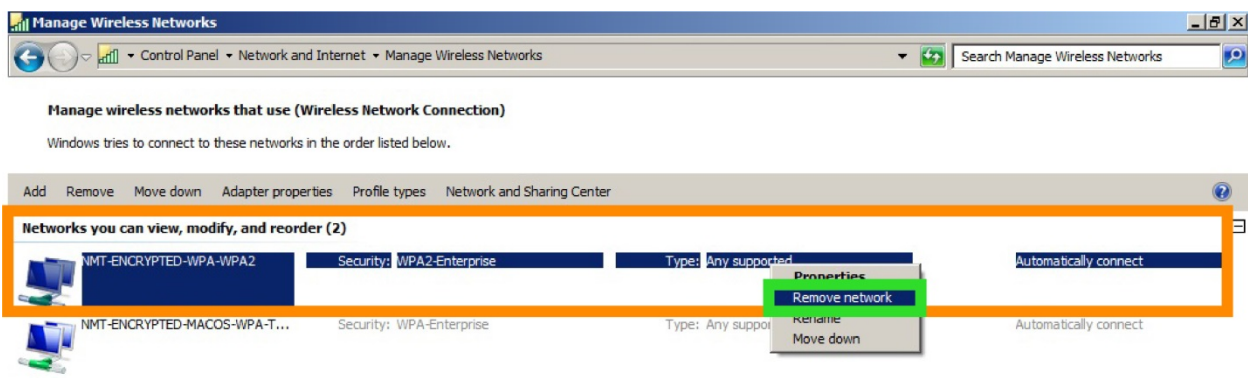 Manage Wireless Networks
Control Panel Network and Internet Manage Wireless Networks Search Manage Wireless Networks
Manage wireless networks that use (Wireless Network Connection)
Windows tries to connect to these networks in the order listed below.
Add Remove Move down Adapter properties Profile types Network and Sharing Center
Networks you can view, modify, and reorder (2)
NMT-ENCRYPTED-WPA-WPA2 Security: WPA2-Enterprise Type: Any supported Automatically connect
Properties
Remove network
NMT-ENCRYPTED-MACOS-WPA-T... Security: WPA-Enterprise Type: Any suppo Rename Automatically connect
Move down